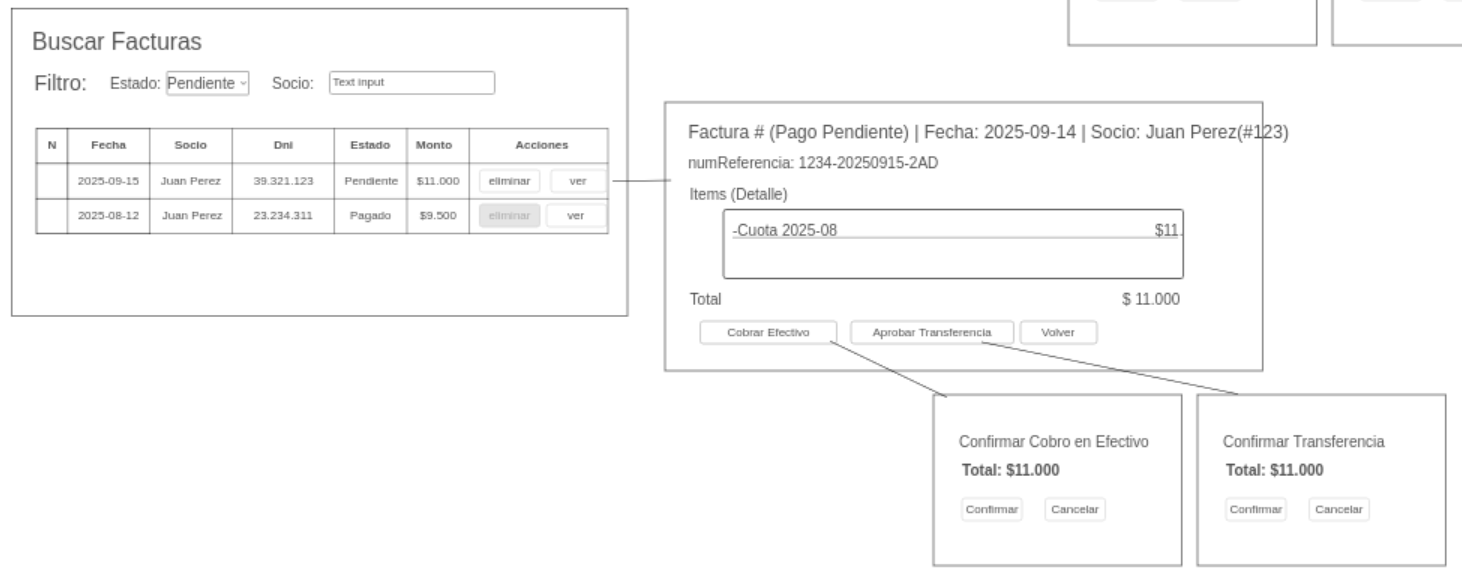 Buscar Facturas
Filtro: Estado: Pendiente Socio: Text input
N Fecha Socio Dni Estado Monto Acciones
2025-09-15 Juan Perez 39.321.123 Pendiente $11.000 eliminar ver
2025-08-12 Juan Perez 23.234.311 Pagado $9.500 eliminar ver
Factura # (Pago Pendiente) | Fecha: 2025-09-14 | Socio: Juan Perez(#123)
numReferencia: 1234-20250915-2AD
Items (Detalle)
-Cuota 2025-08 $11.
Total $ 11.000
Cobrar Efectivo Aprobar Transferencia Volver
Confirmar Cobro en Efectivo
Total: $11.000
Confirmar Cancelar
Confirmar Transferencia
Total: $11.000
Confirmar Cancelar